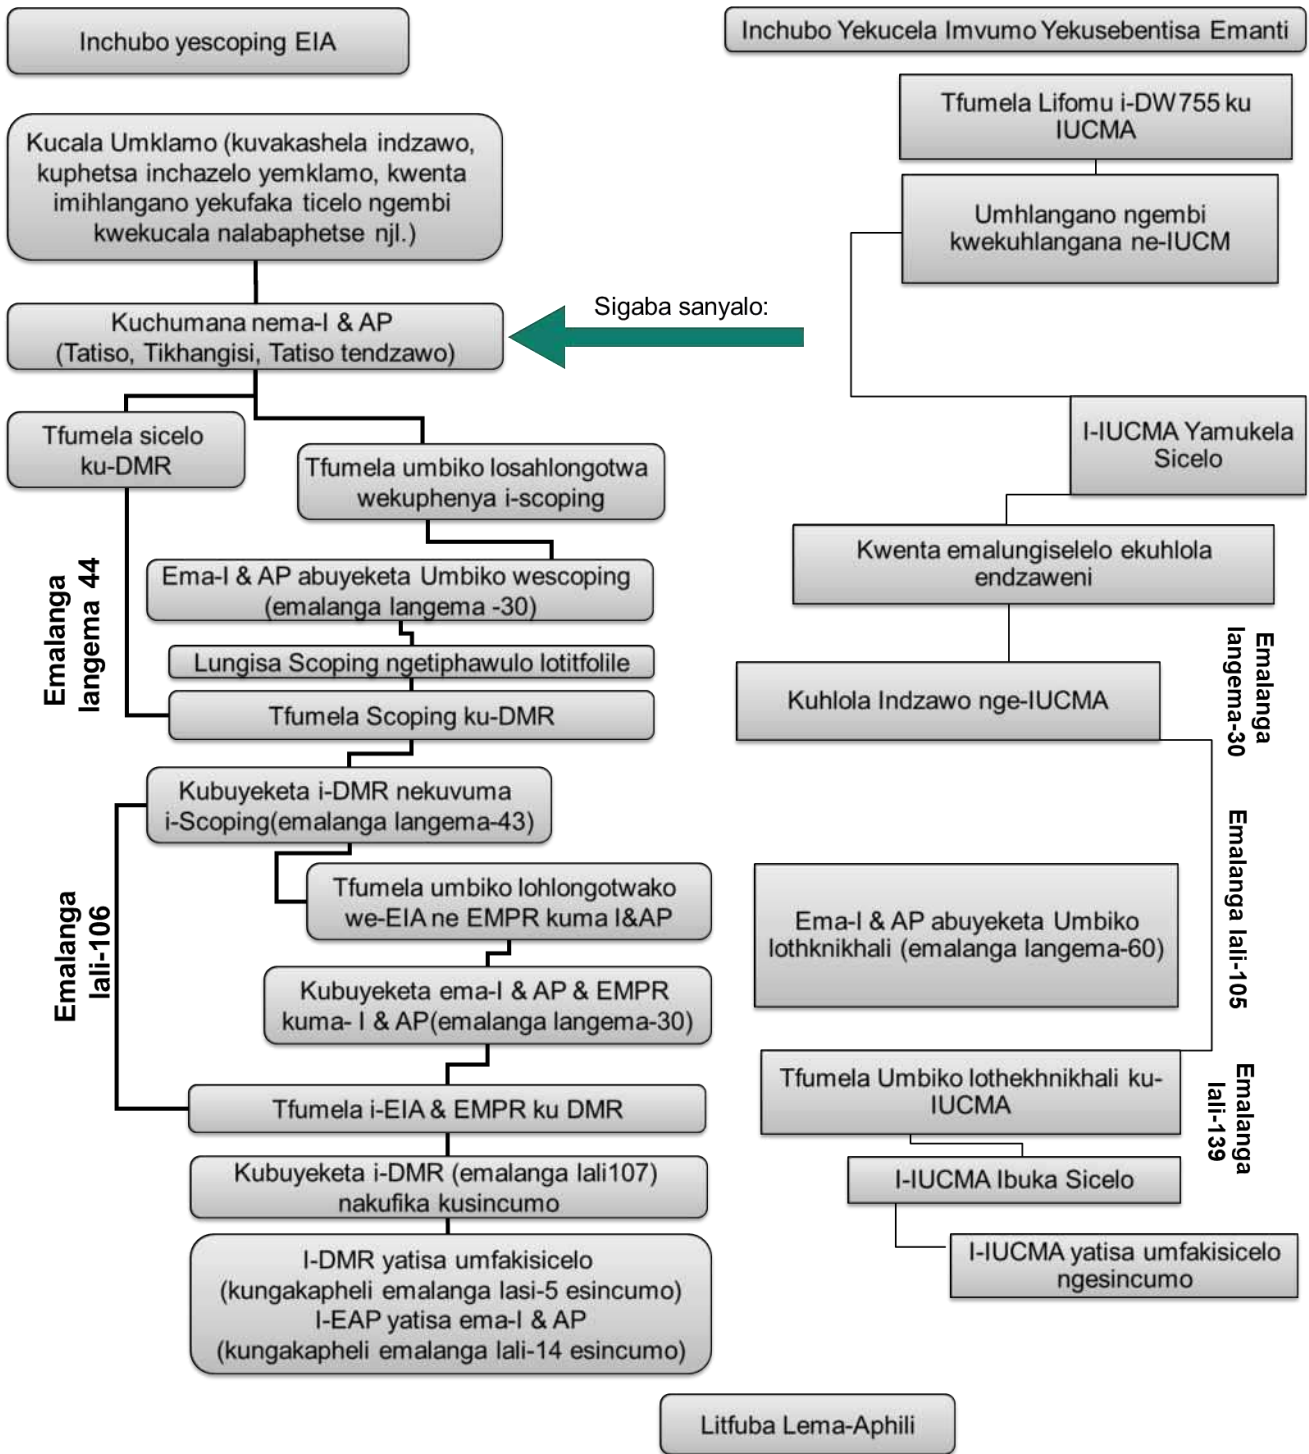 Inchubo yescoping EIA
Kucala Umklamo (kuvakashela indzawo,
kuphetsa inchazelo yemklamo, kwenta
imihlangano yekufaka ticelo ngembi
kwekucala nalabaphetse njl.)
Kuchumana nema-I & AP
(Tatiso, Tikhangisi, Tatiso tendzawo)
Sigaba sanyalo:
Tfumela sicelo
ku-DMR
Tfumela umbiko losahlongotwa
wekuphenya i-scoping
Emalanga
langema 44
Ema-I & AP abuyeketa Umbiko wescoping
(emalanga langema -30)
Lungisa Scoping ngetiphawulo lotitfolile
Tfumela Scoping ku-DMR
Kubuyeketa i-DMR nekuvuma
i-Scoping(emalanga langema-43)
Emalanga
lali-106
Tfumela umbiko lohlongotwako
we-EIA ne EMPR kuma I&AP
Kubuyeketa ema-I & AP & EMPR
kuma- I & AP(emalanga langema-30)
Tfumela i-EIA & EMPR ku DMR
Kubuyeketa i-DMR (emalanga lali107)
nakufika kusincumo
I-DMR yatisa umfakisicelo
(kungakapheli emalanga lasi-5 esincumo)
I-EAP yatisa ema-I & AP
(kungakapheli emalanga lali-14 esincumo)
Inchubo Yekucela Imvumo Yekusebentisa Emanti
Tfumela Lifomu i-DW755 ku
IUCMA
Umhlangano ngembi
kwekuhlangana ne-IUCM
I-IUCMA Yamukela
Sicelo
Kwenta emalungiselelo ekuhlola
endzaweni
Kuhlola Indzawo nge-IUCMA
Emalanga
langema-30
Ema-I & AP abuyeketa Umbiko
lothknikhali (emalanga langema-60)
Emalanga lali-105
Tfumela Umbiko lothekhnikhali ku-
IUCMA
Emalanga
lali-139
I-IUCMA Ibuka Sicelo
I-IUCMA yatisa umfakisicelo
ngesincumo
Litfuba Lema-Aphili